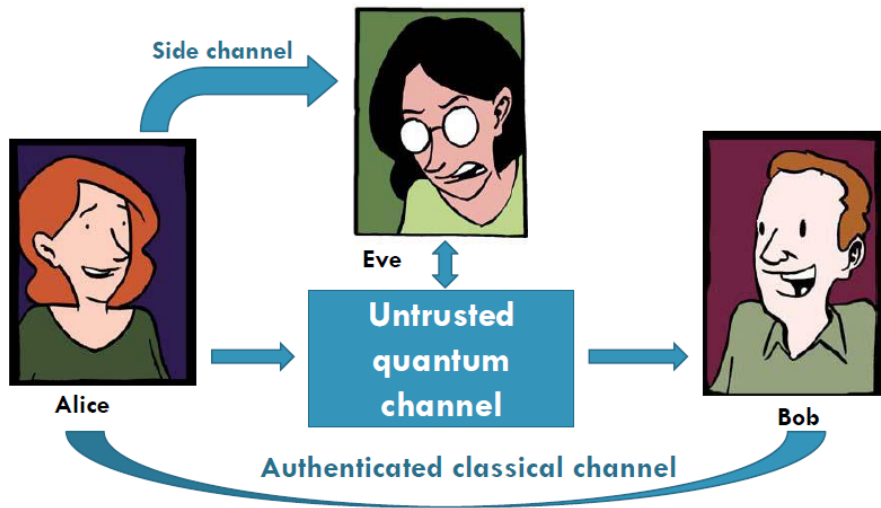 Side channel
Eve
Untrusted
quantum
channel
Alice
Bob
Authenticated classical channel